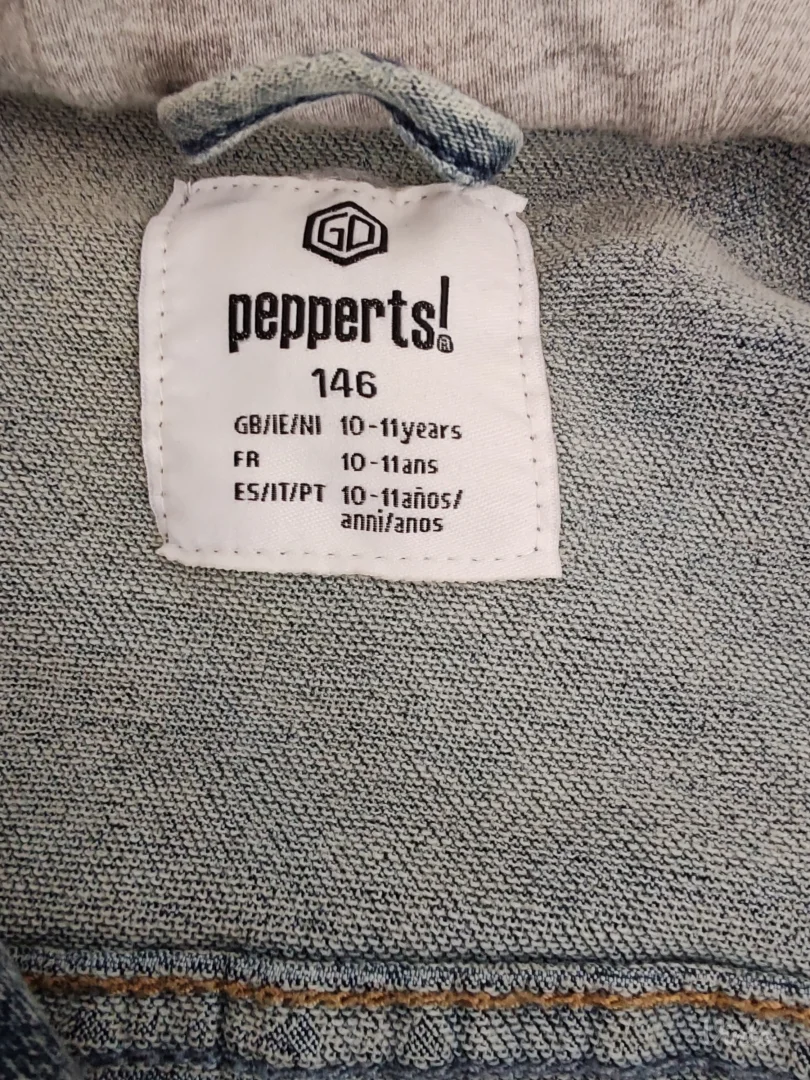 GD
pepperts!®
146
GB/IE/NI 10-11years
FR 10-11ans
ES/IT/PT 10-11años/
anni/anos